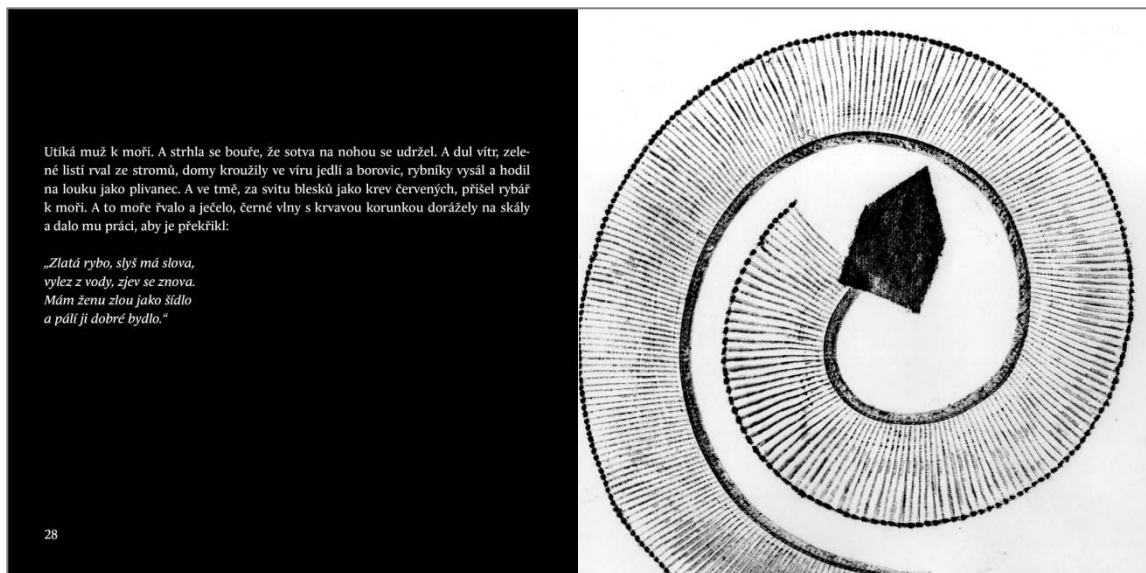 Utíká muž k moři. A strhla se bouře, že sotva na nohou se udržel. A dul vítr, zele-
né listí rval ze stromů, domy kroužily ve víru jedlí a borovic, rybníky vysál a hodil
na louku jako plivanec. A ve tmě, za svitu blesků jako krev červených, přišel rybář
k moři. A to moře řvalo a ječelo, černé vlny s krvavou korunkou dorážely na skály
a dalo mu práci, aby je překřikl:
„Zlatá rybo, slyš má slova,
vylez z vody, zjev se znova.
Mám ženu zlou jako šídlo
a pálí ji dobré bydlo.“
28